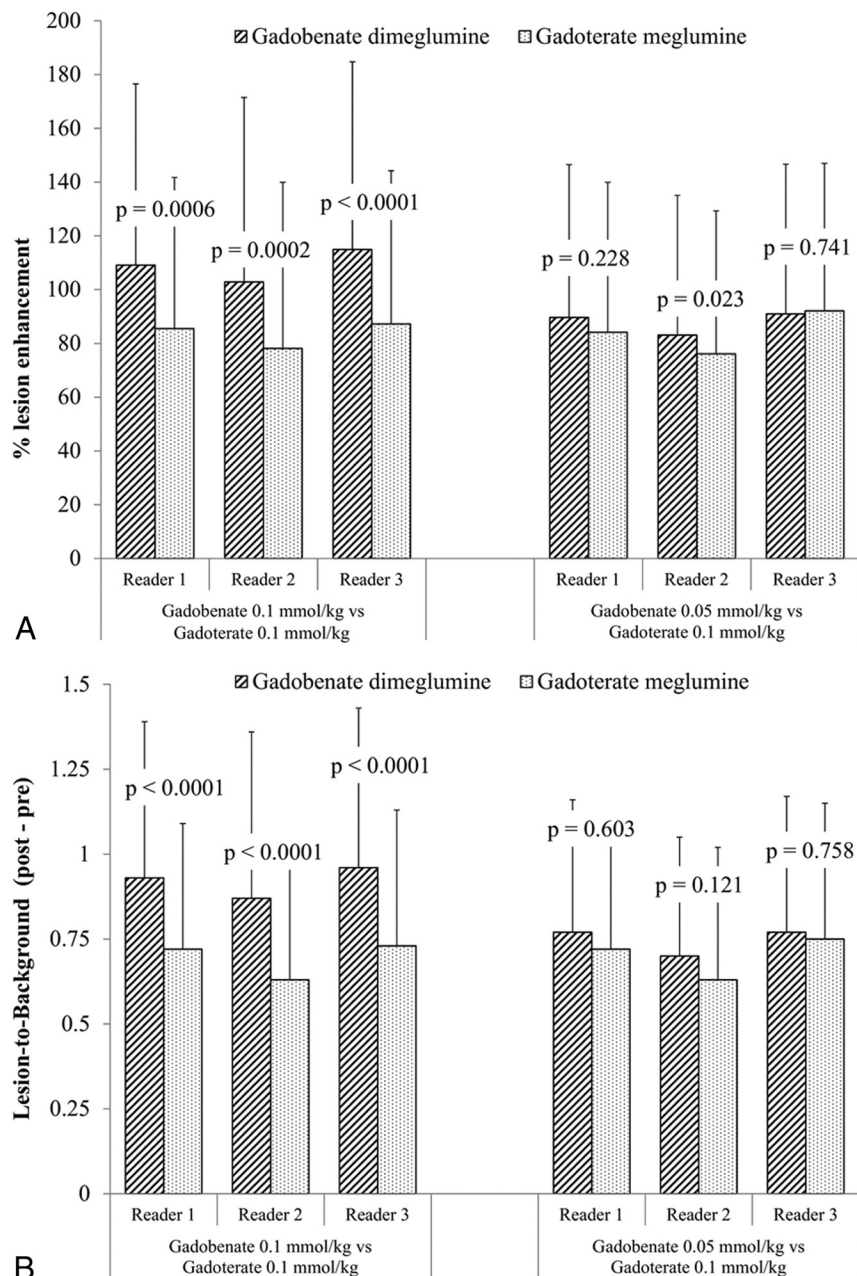 200
180
160
140
120
100
80
60
40
20
0
% lesion enhancement
Gadobenate dimeglumine Gadoterate meglumine
p = 0.0006
p = 0.0002
p < 0.0001
p = 0.228
p = 0.023
p = 0.741
Reader 1 Reader 2 Reader 3 Reader 1 Reader 2 Reader 3
Gadobenate 0.1 mmol/kg vs
Gadoterate 0.1 mmol/kg
Gadobenate 0.05 mmol/kg vs
Gadoterate 0.1 mmol/kg
A
1.5
1.25
1
0.75
0.5
0.25
0
Lesion-to-Background (post - pre)
Gadobenate dimeglumine Gadoterate meglumine
p < 0.0001
p < 0.0001
p < 0.0001
p = 0.603
p = 0.121
p = 0.758
Reader 1 Reader 2 Reader 3 Reader 1 Reader 2 Reader 3
Gadobenate 0.1 mmol/kg vs
Gadoterate 0.1 mmol/kg
Gadobenate 0.05 mmol/kg vs
Gadoterate 0.1 mmol/kg
B